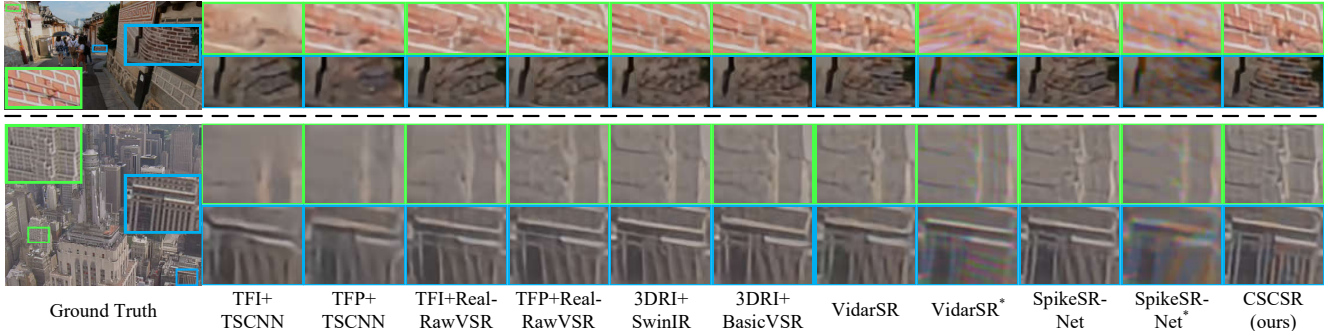 Ground Truth
TFI+
TSCNN
TFP+
TSCNN
TFI+Real-
RawVSR
TFP+Real-
RawVSR
3DRI+
SwinIR
3DRI+
BasicVSR
VidarSR
VidarSR*
SpikeSR-
Net
SpikeSR-
Net*
CSCSR
(ours)